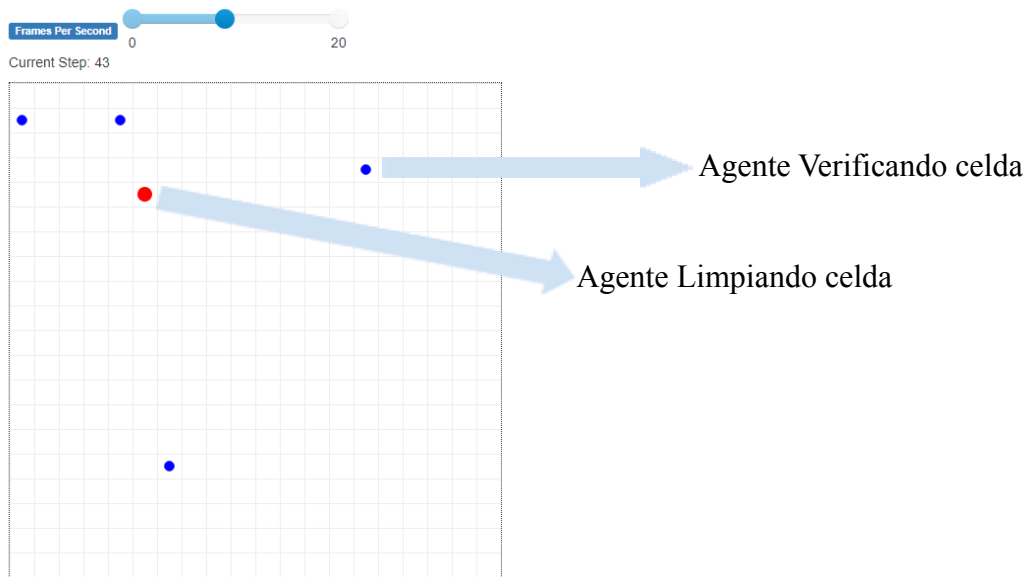 Frames Per Second
0 20
Current Step: 43
Agente Verificando celda
Agente Limpiando celda